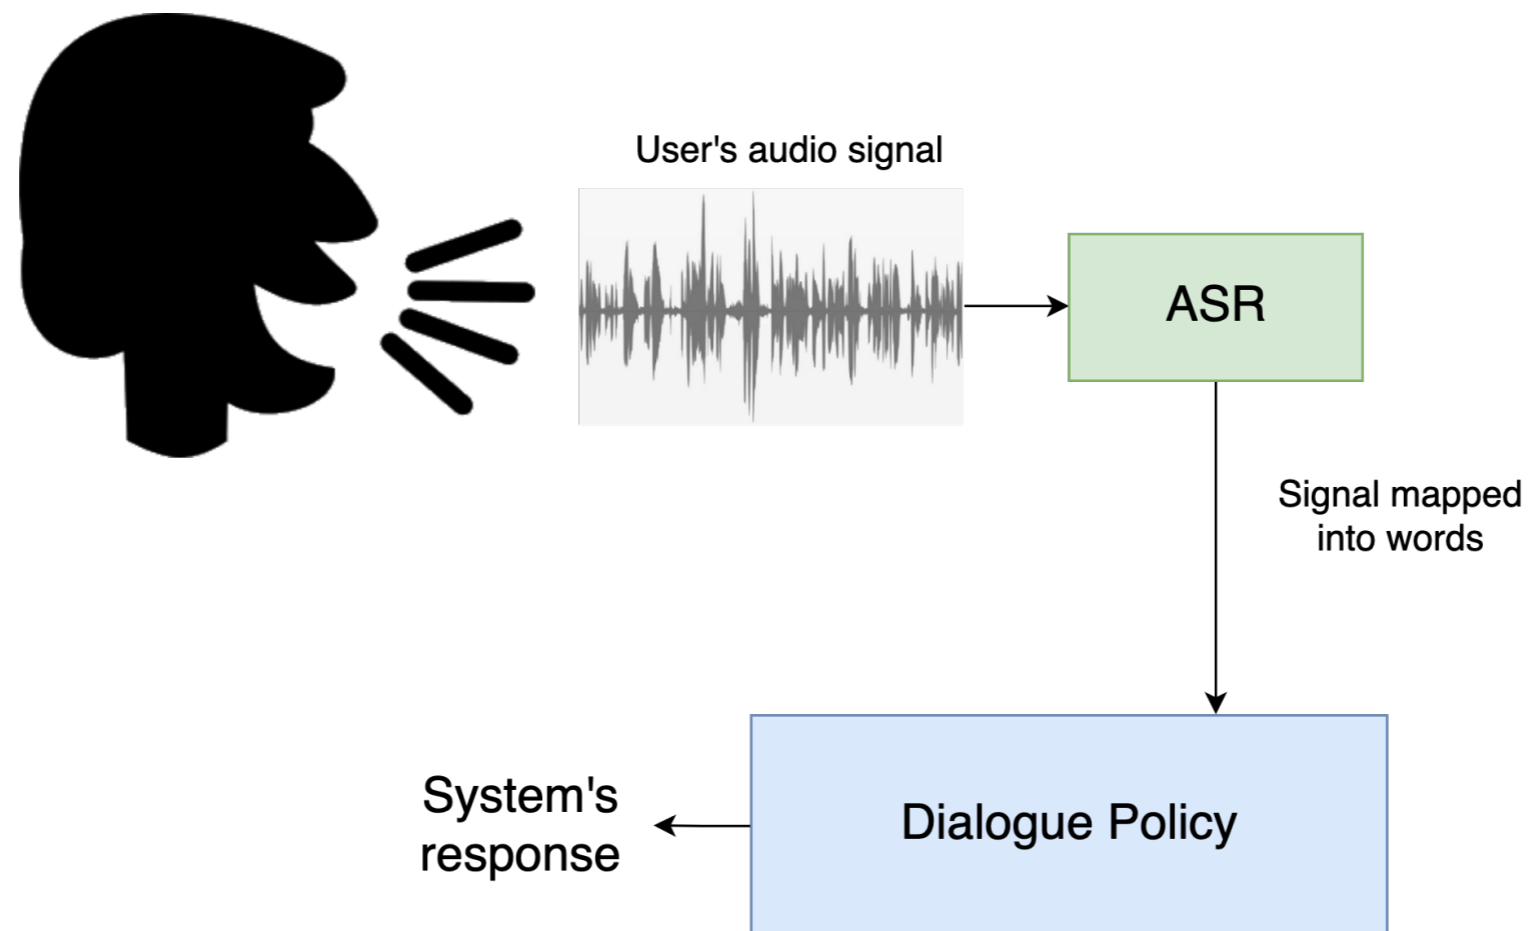 User's audio signal
ASR
Signal mapped
into words
System's
response
Dialogue Policy